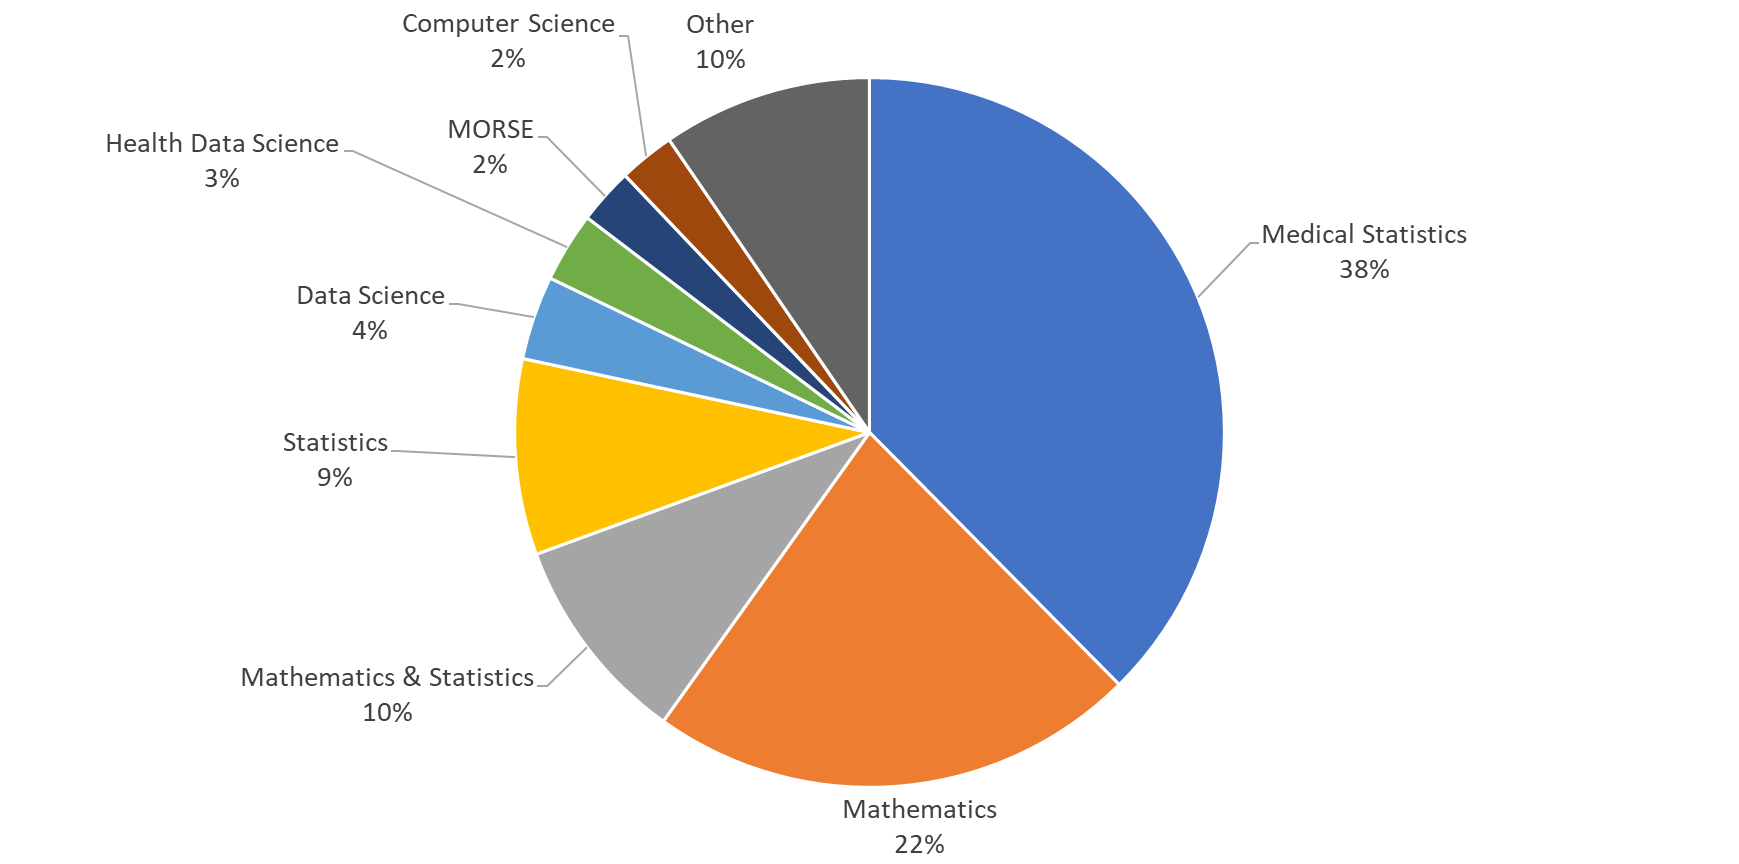 Computer Science
2%
Other
10%
MORSE
2%
Health Data Science
3%
Medical Statistics
38%
Data Science
4%
Statistics
9%
Mathematics & Statistics
10%
Mathematics
22%